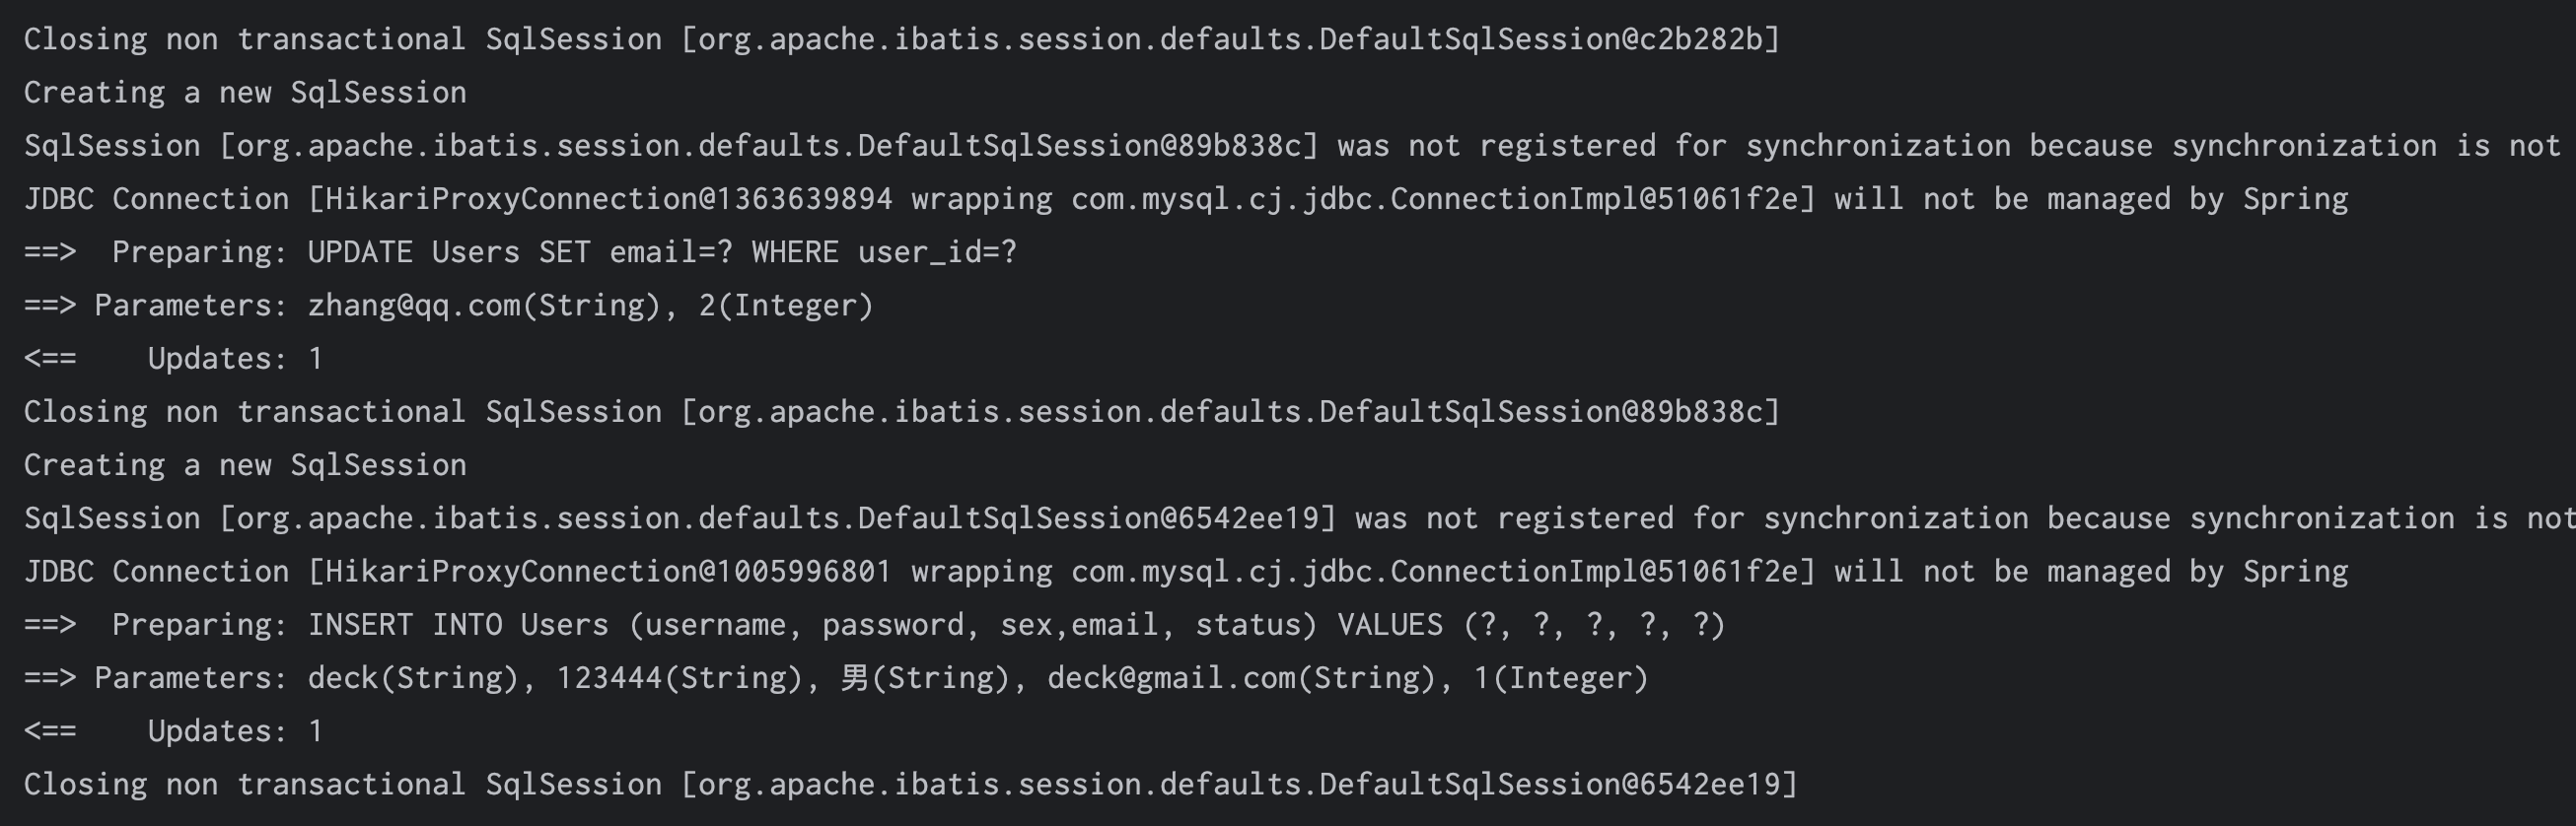 Closing non transactional SqlSession [org.apache.ibatis.session.defaults.DefaultSqlSession@c2b282b]
Creating a new SqlSession
SqlSession [org.apache.ibatis.session.defaults.DefaultSqlSession@89b838c] was not registered for synchronization because synchronization is not
JDBC Connection [HikariProxyConnection@1363639894 wrapping com.mysql.cj.jdbc.ConnectionImpl@51061f2e] will not be managed by Spring
==>  Preparing: UPDATE Users SET email=? WHERE user_id=?
==> Parameters: zhang@qq.com(String), 2(Integer)
<==    Updates: 1
Closing non transactional SqlSession [org.apache.ibatis.session.defaults.DefaultSqlSession@89b838c]
Creating a new SqlSession
SqlSession [org.apache.ibatis.session.defaults.DefaultSqlSession@6542ee19] was not registered for synchronization because synchronization is not
JDBC Connection [HikariProxyConnection@1005996801 wrapping com.mysql.cj.jdbc.ConnectionImpl@51061f2e] will not be managed by Spring
==>  Preparing: INSERT INTO Users (username, password, sex,email, status) VALUES (?, ?, ?, ?, ?)
==> Parameters: deck(String), 123444(String), 男(String), deck@gmail.com(String), 1(Integer)
<==    Updates: 1
Closing non transactional SqlSession [org.apache.ibatis.session.defaults.DefaultSqlSession@6542ee19]